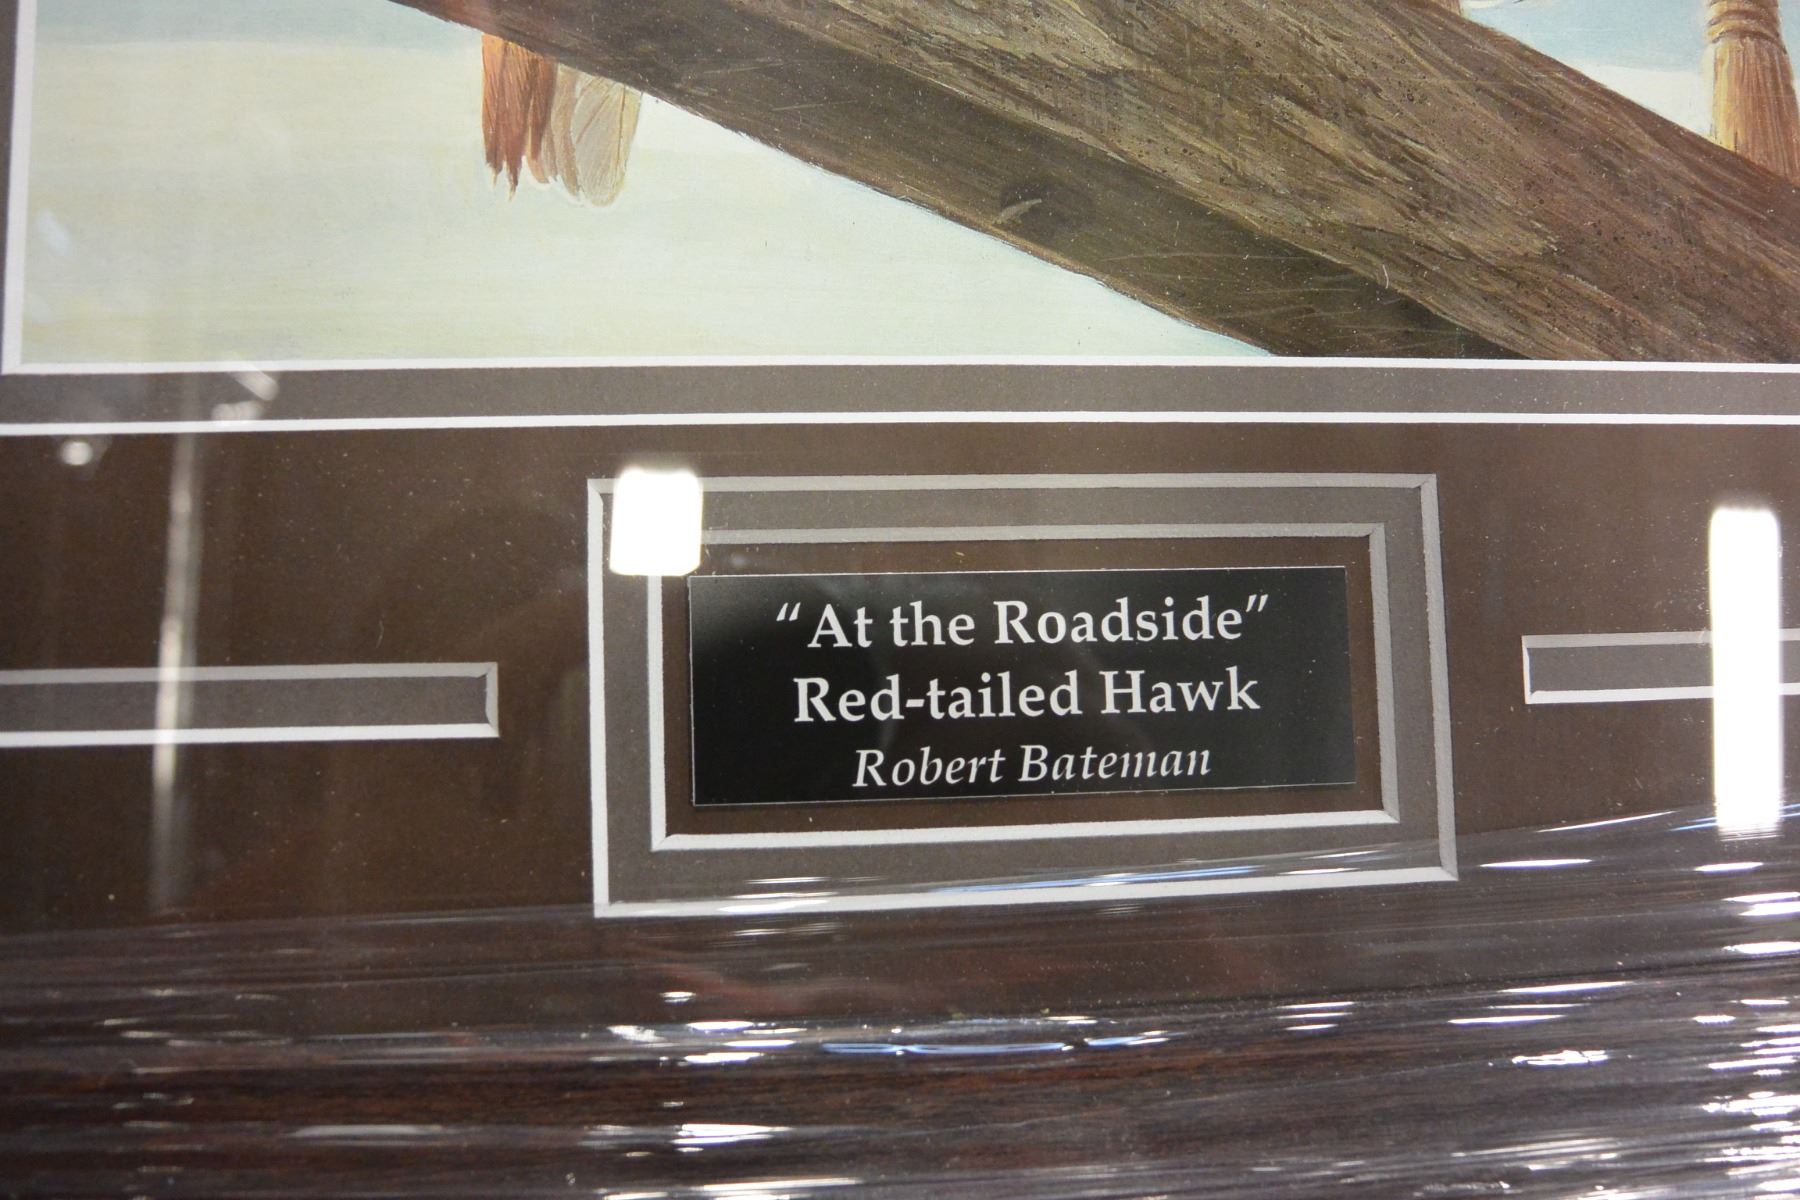 “At the Roadside”
Red-tailed Hawk
Robert Bateman